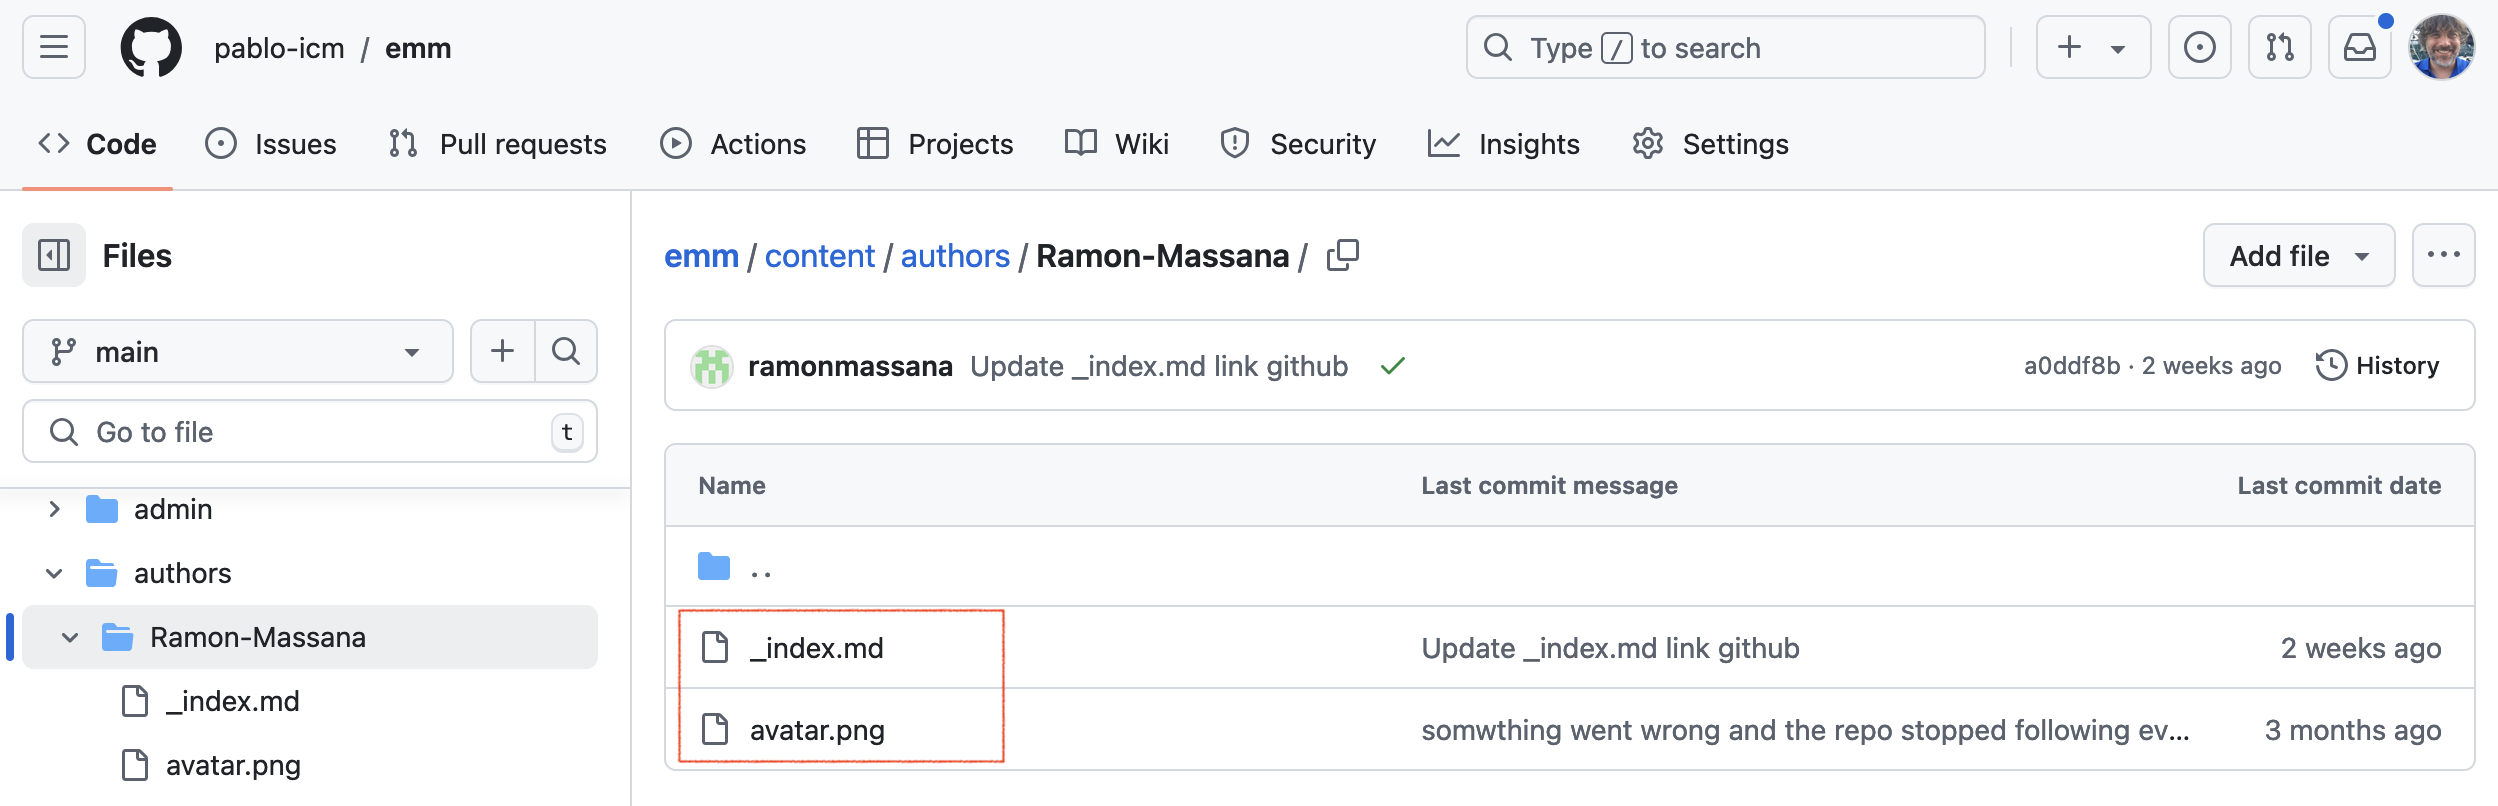 pablo-icm / emm
Type / to search
Code Issues Pull requests Actions Projects Wiki Security Insights Settings
Files
main
Go to file t
admin
authors
Ramon-Massana
_index.md
avatar.png
emm / content / authors / Ramon-Massana /
Add file
ramonmassana Update _index.md link github
a0ddf8b · 2 weeks ago History
Name Last commit message Last commit date
..
_index.md Update _index.md link github 2 weeks ago
avatar.png somwthing went wrong and the repo stopped following ev... 3 months ago